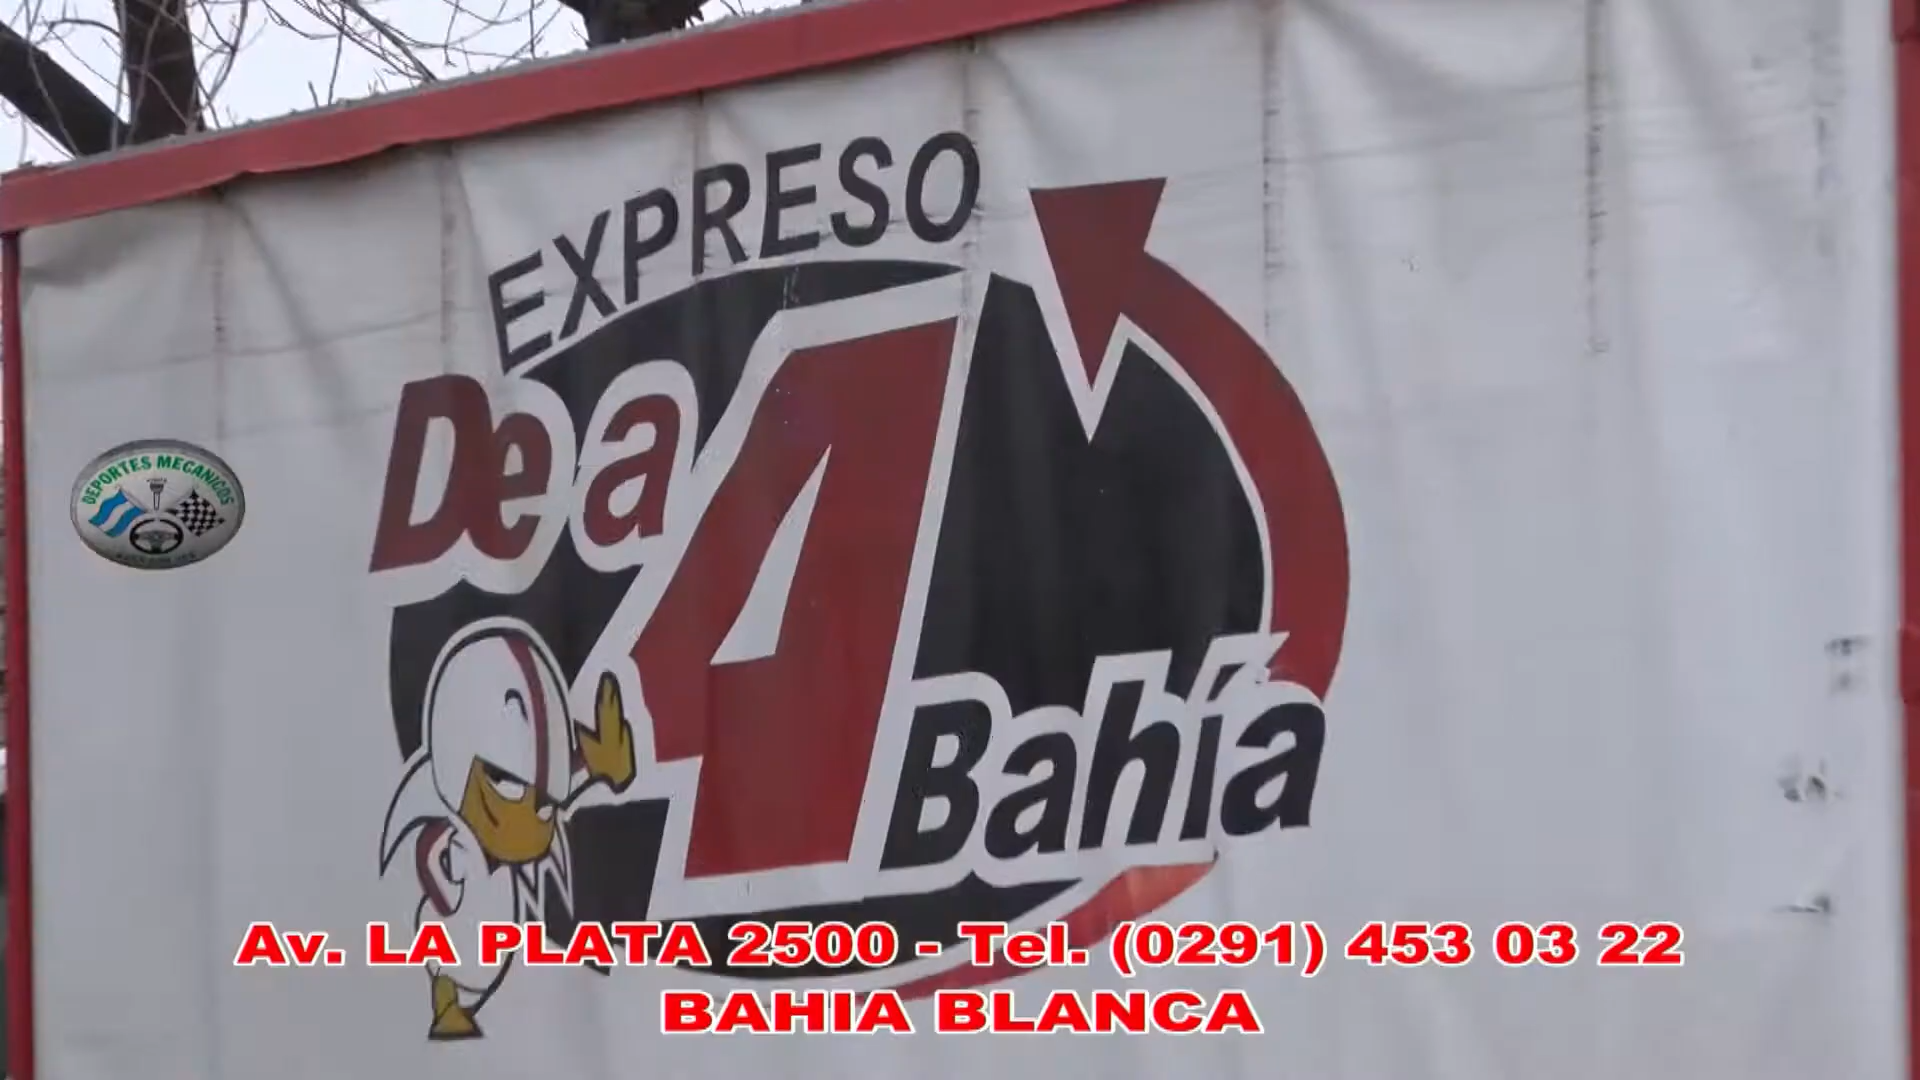 EXPRESO
De a 4
Bahía
DEPORTES MECANICOS
Av. LA PLATA 2500 - Tel. (0291) 453 03 22
BAHIA BLANCA